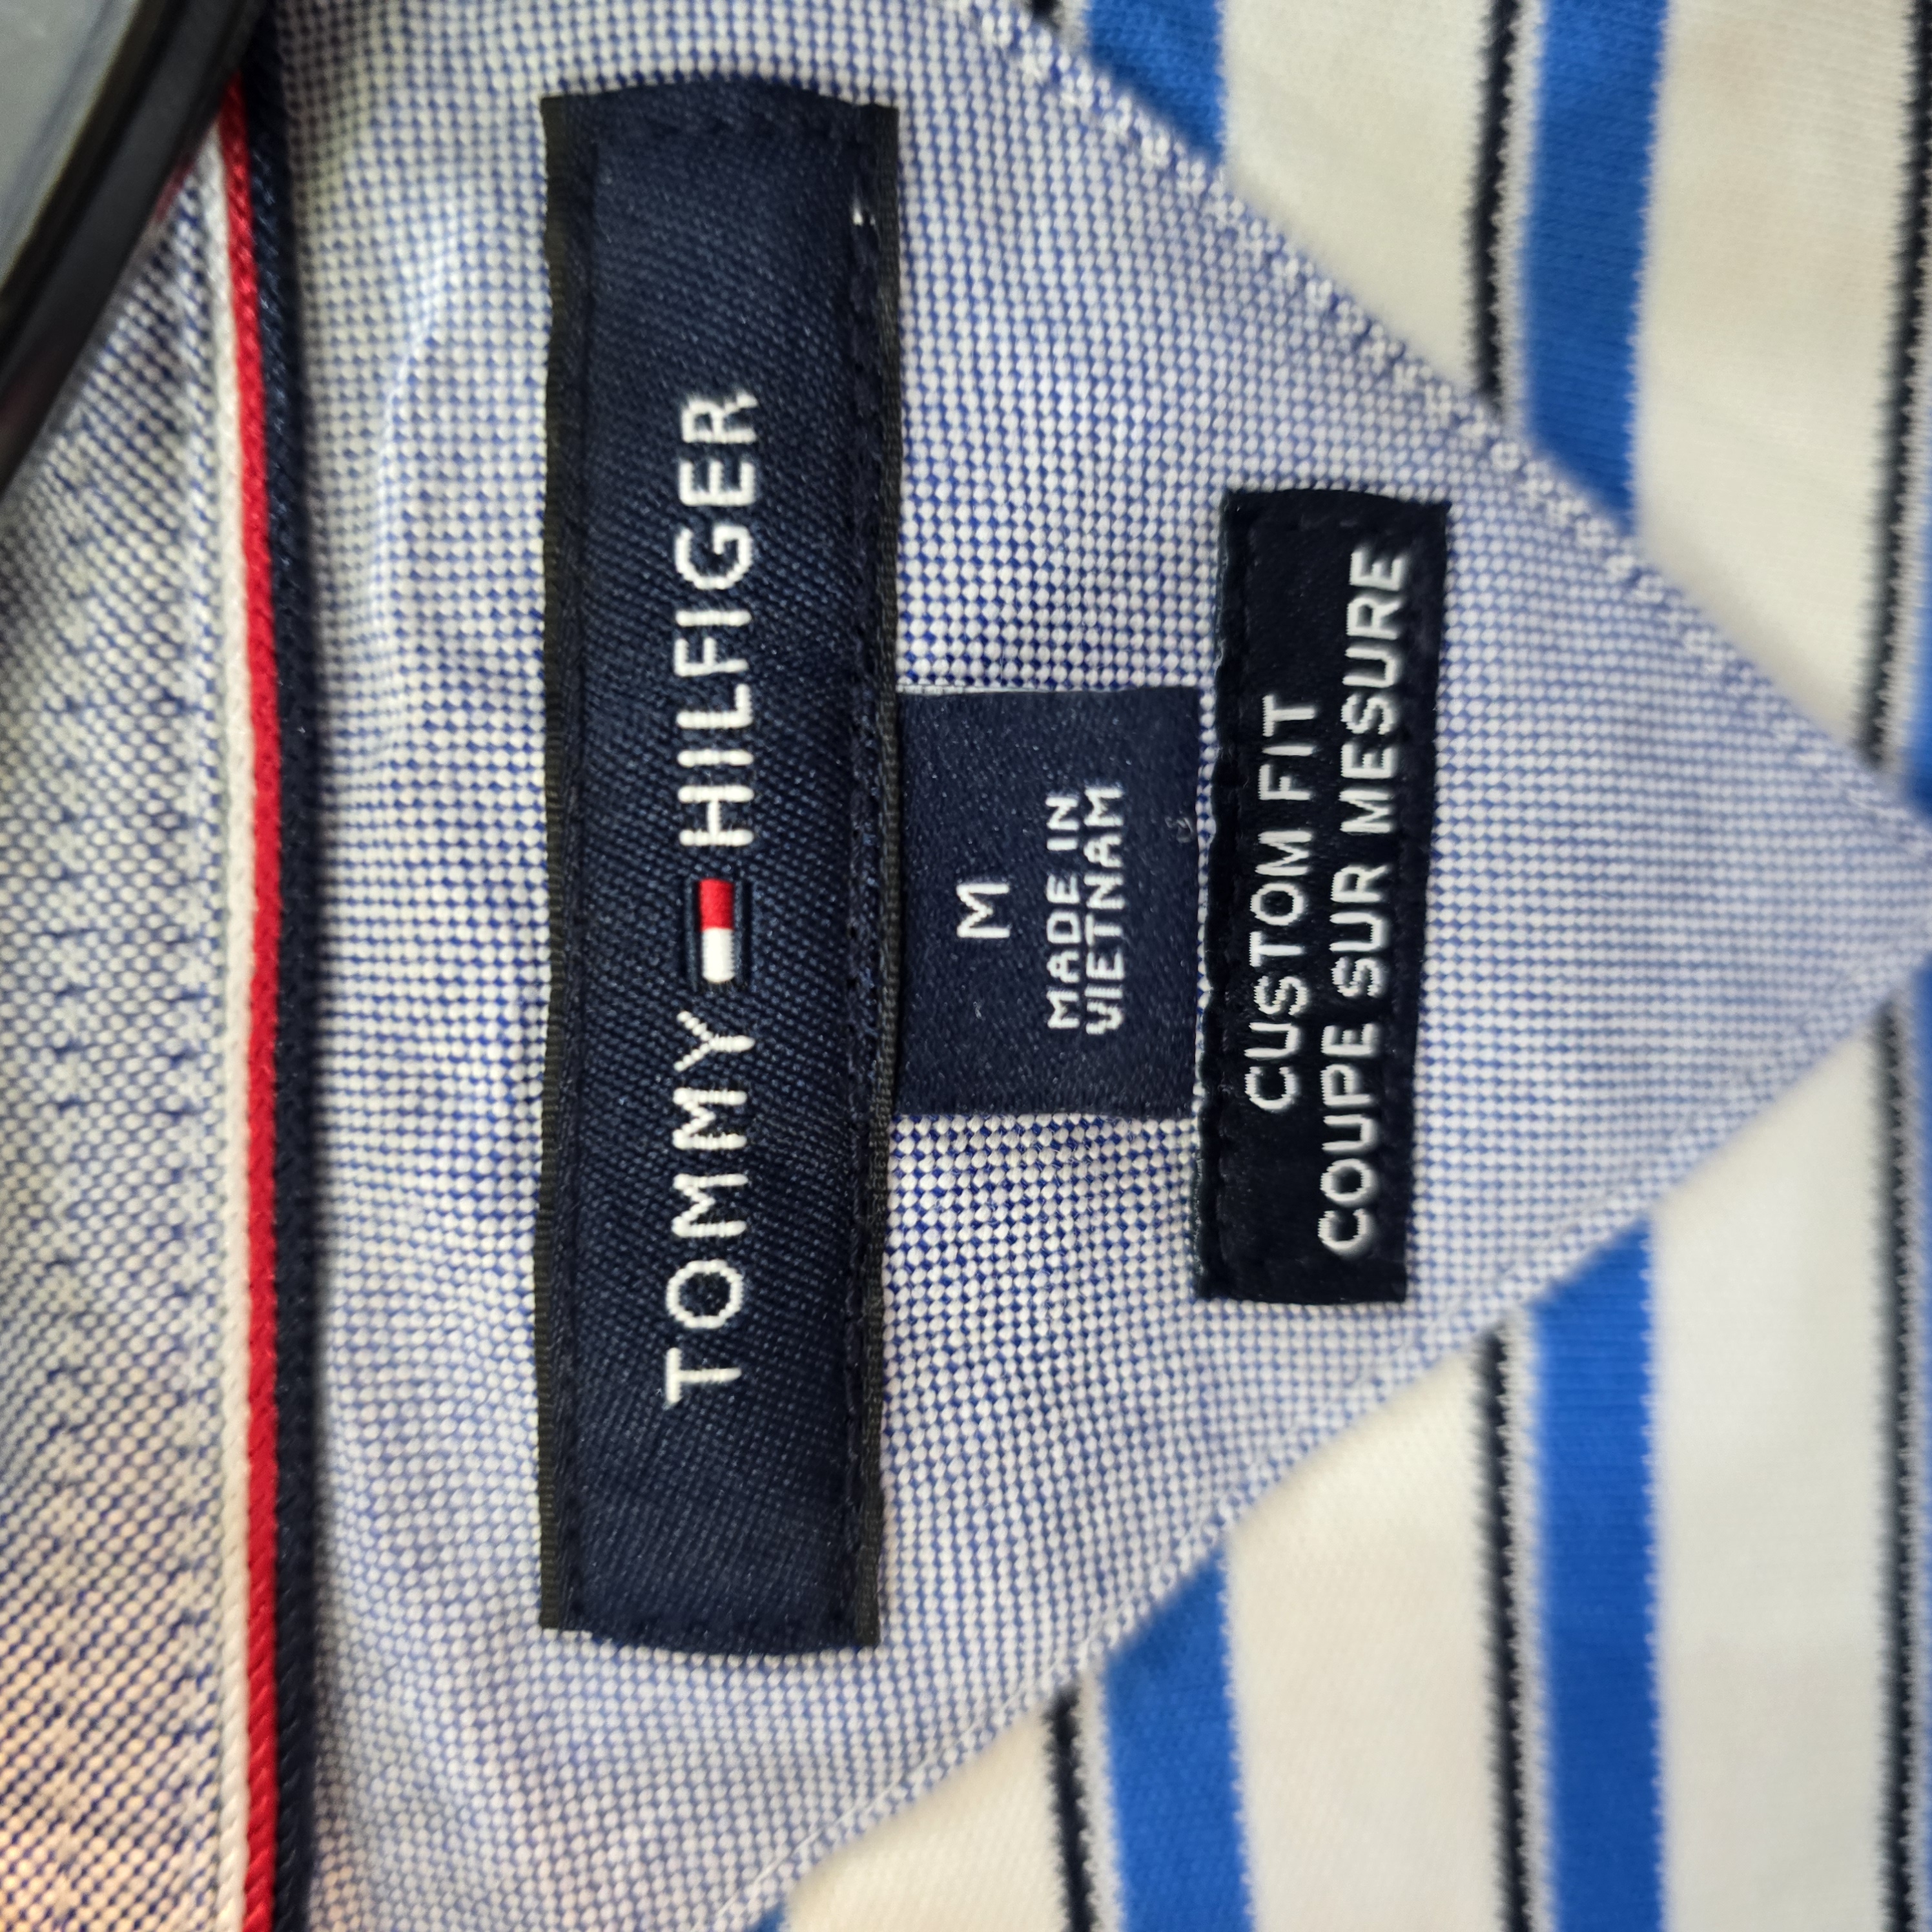 TOMMY HILFIGER
M
MADE IN
VIETNAM
CUSTOM FIT
COUPE SUR MESURE